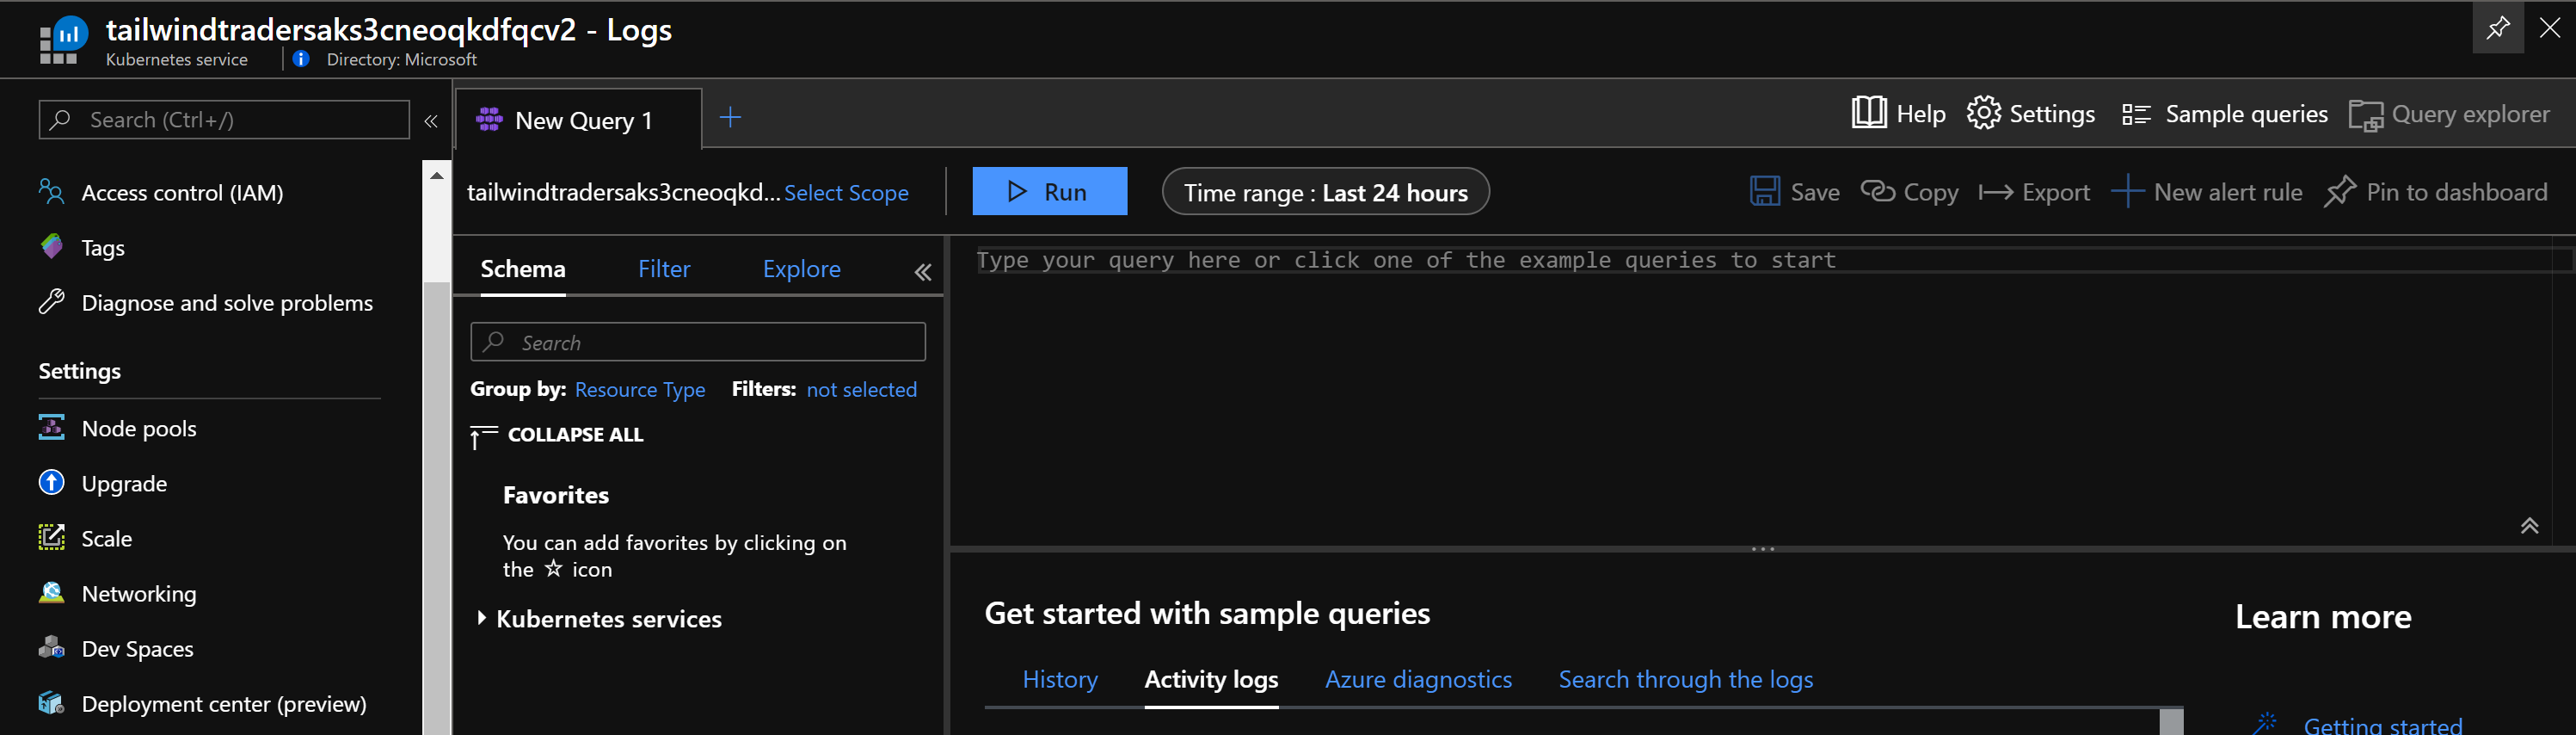 tailwindtradersaks3cneoqkdfqcv2 - Logs
Kubernetes service
Directory: Microsoft
Search (Ctrl+/)
Access control (IAM)
Tags
Diagnose and solve problems
Settings
Node pools
Upgrade
Scale
Networking
Dev Spaces
Deployment center (preview)
New Query 1
Help
Settings
Sample queries
Query explorer
tailwindtradersaks3cneoqkd... Select Scope
Run
Time range : Last 24 hours
Save
Copy
Export
New alert rule
Pin to dashboard
Schema
Filter
Explore
Search
Group by: Resource Type
Filters: not selected
COLLAPSE ALL
Favorites
You can add favorites by clicking on
the ☆ icon
Kubernetes services
Type your query here or click one of the example queries to start
Get started with sample queries
History
Activity logs
Azure diagnostics
Search through the logs
Learn more
Getting started